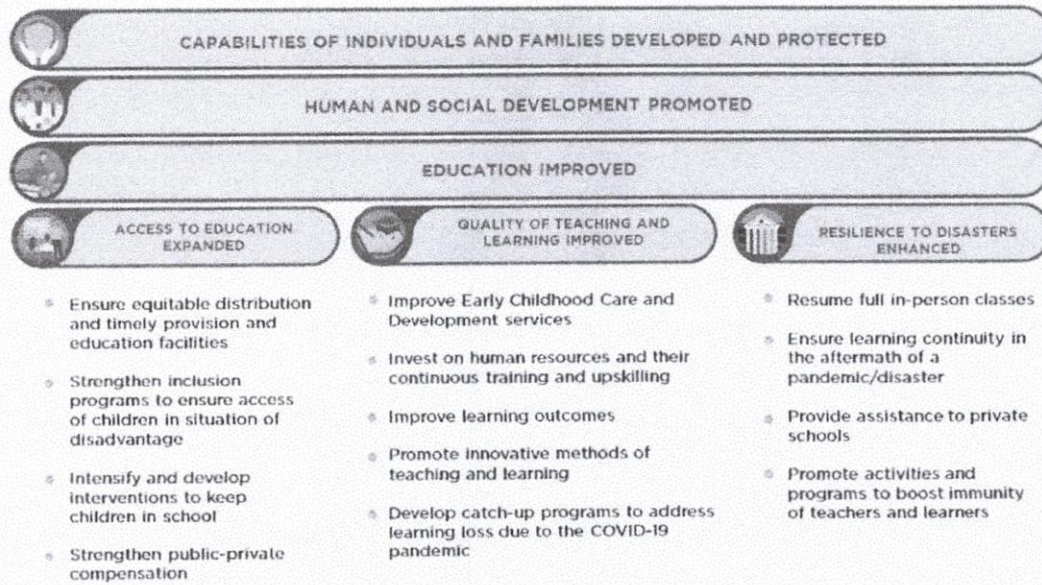 CAPABILITIES OF INDIVIDUALS AND FAMILIES DEVELOPED AND PROTECTED
HUMAN AND SOCIAL DEVELOPMENT PROMOTED
EDUCATION IMPROVED
ACCESS TO EDUCATION
EXPANDED
Ensure equitable distribution
and timely provision and
education facilities
Strengthen inclusion
programs to ensure access
of children in situation of
disadvantage
Intensify and develop
interventions to keep
children in school
Strengthen public-private
compensation
QUALITY OF TEACHING AND
LEARNING IMPROVED
Improve Early Childhood Care and
Development services
Invest on human resources and their
continuous training and upskilling
Improve learning outcomes
Promote innovative methods of
teaching and learning
Develop catch-up programs to address
learning loss due to the COVID-19
pandemic
RESILIENCE TO DISASTERS
ENHANCED
Resume full in-person classes
Ensure learning continuity in
the aftermath of a
pandemic/disaster
Provide assistance to private
schools
Promote activities and
programs to boost immunity
of teachers and learners